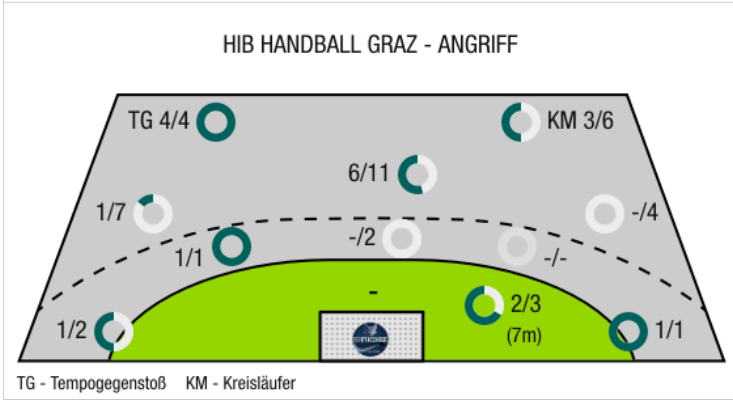 HIB HANDBALL GRAZ - ANGRIFF
TG 4/4
KM 3/6
6/11
1/7
-/4
1/1
-/2
-/-
-
2/3
(7m)
1/2
1/1
TG - Tempogegenstoß KM - Kreisläufer